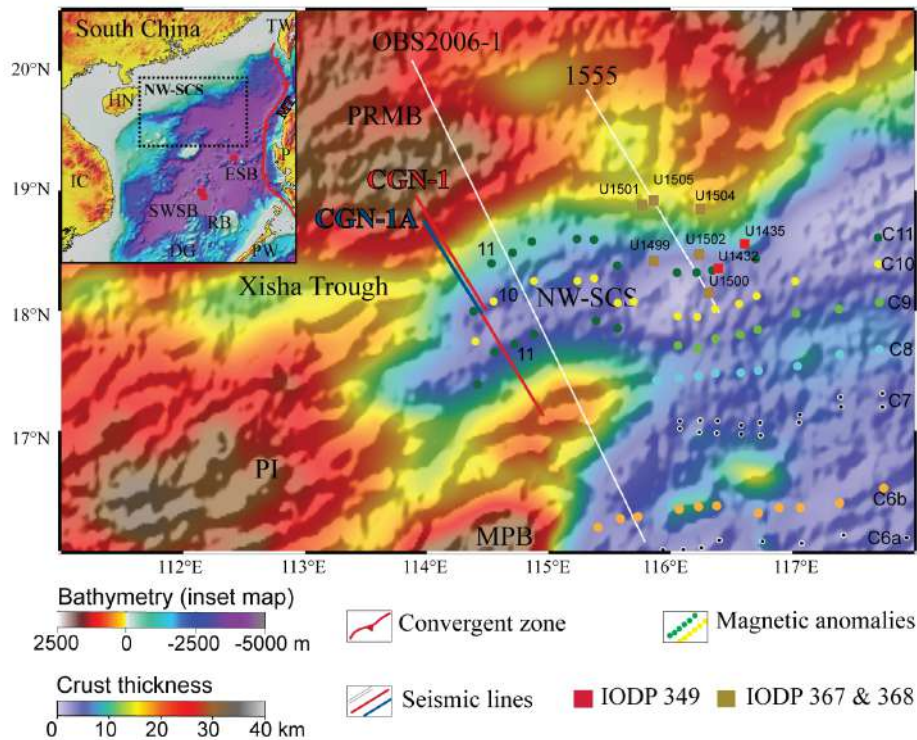 South China
TW
HN
NW-SCS
MT
IC
P
ESB
SWSB
RB
DG
PW
20°N
19°N
18°N
17°N
OBS2006-1
1555
PRMB
CGN-1
CGN-1A
U1505
U1501
U1504
U1435
U1499
U1502
U1432
U1500
C11
11
C10
10
NW-SCS
Xisha Trough
C9
C8
11
C7
PI
C6b
MPB
C6a
112°E 113°E 114°E 115°E 116°E 117°E
Bathymetry (inset map)
2500 0 -2500 -5000 m
Convergent zone
Magnetic anomalies
Crust thickness
0 10 20 30 40 km
Seismic lines
IODP 349
IODP 367 & 368